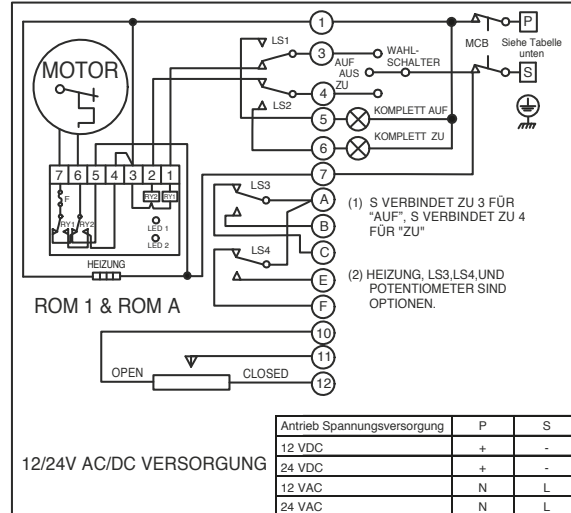 1
P
LS1
3
AUF
WAHL-
SCHALTER
AUS
ZU
MCB
Siehe Tabelle
unten
S
MOTOR
4
LS2
5
KOMPLETT AUF
6
KOMPLETT ZU
7
7 6 5 4 3 2 1
F
RY1 RY2
RY2 RY1
LED 1
LED 2
HEIZUNG
LS3
A
B
C
LS4
E
F
(1) S VERBINDET ZU 3 FÜR
"AUF", S VERBINDET ZU 4
FÜR "ZU"
(2) HEIZUNG, LS3,LS4,UND
POTENTIOMETER SIND
OPTIONEN.
ROM 1 & ROM A
10
11
12
OPEN
CLOSED
12/24V AC/DC VERSORGUNG
Antrieb Spannungsversorgung P S
12 VDC + -
24 VDC + -
12 VAC N L
24 VAC N L